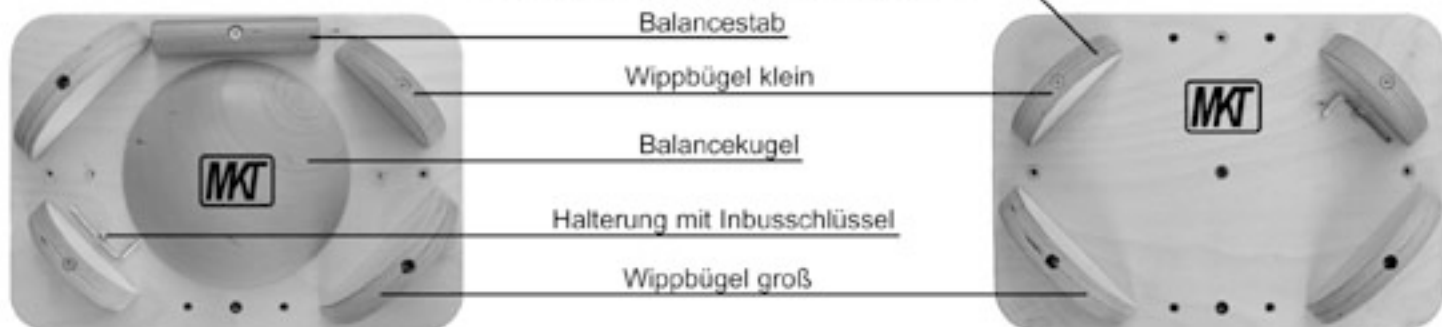 Balancestab
Wippbügel klein
MKT
Balancekugel
MKT
Halterung mit Inbusschlüssel
Wippbügel groß